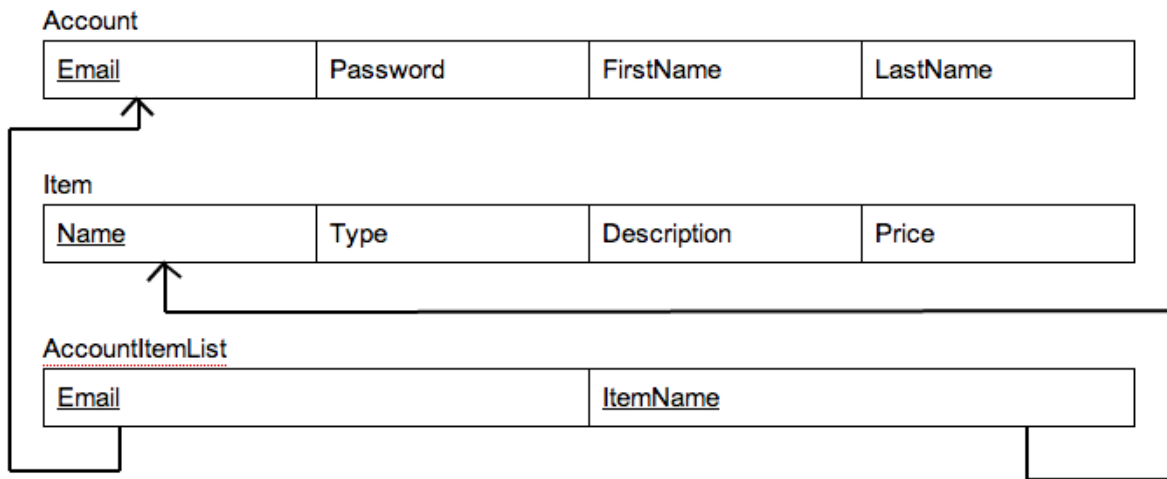 Account
Email Password FirstName LastName
Item
Name Type Description Price
AccountItemList
Email ItemName